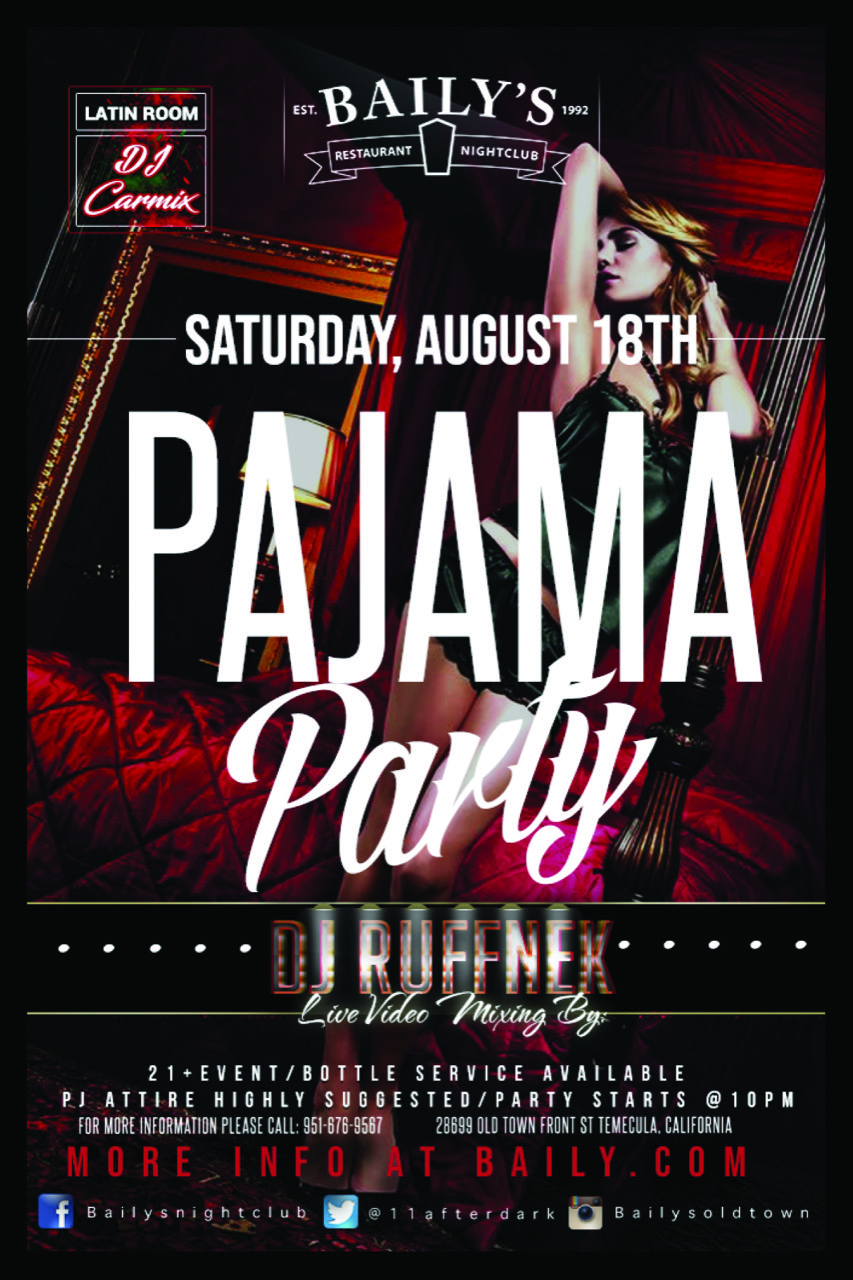 LATIN ROOM
DJ
Carmix
EST. BAILY'S 1992
RESTAURANT NIGHTCLUB
SATURDAY, AUGUST 18TH
PAJAMA
Party
DJ RUFFNEK
Live Video Mixing By:
21+EVENT/BOTTLE SERVICE AVAILABLE
PJ ATTIRE HIGHLY SUGGESTED/PARTY STARTS @10PM
FOR MORE INFORMATION PLEASE CALL: 951-676-9567 28699 OLD TOWN FRONT ST TEMECULA, CALIFORNIA
MORE INFO AT BAILY.COM
Bailysnightclub @11afterdark Bailysoldtown